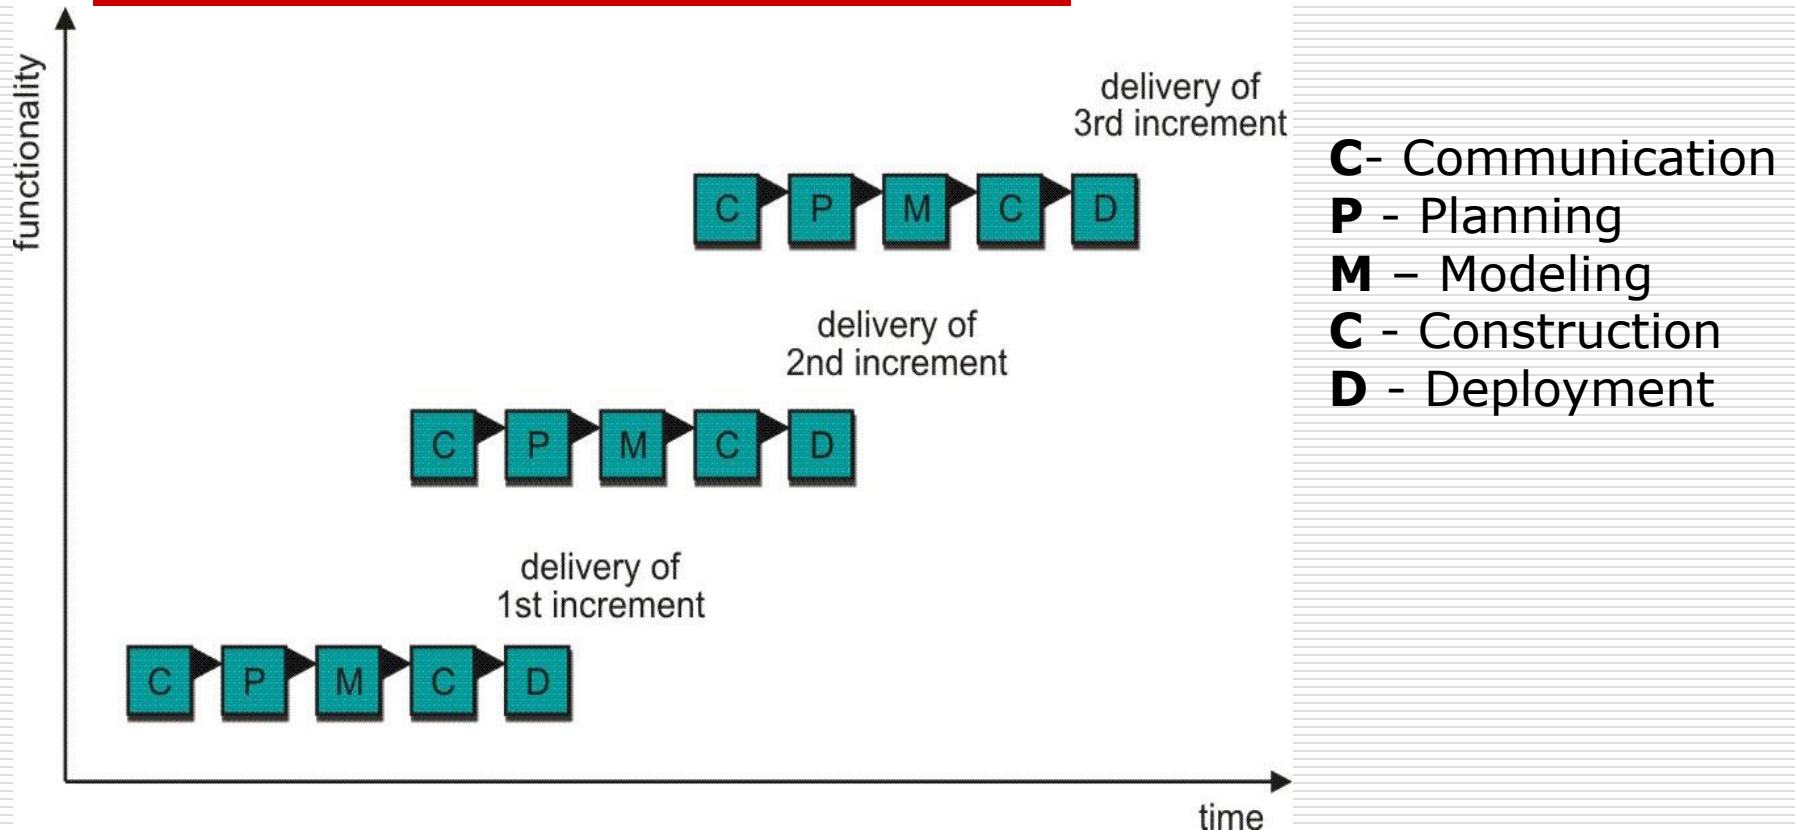 functionality
delivery of
3rd increment
C P M C D
delivery of
2nd increment
C P M C D
delivery of
1st increment
C P M C D
time
C- Communication
P - Planning
M – Modeling
C - Construction
D - Deployment